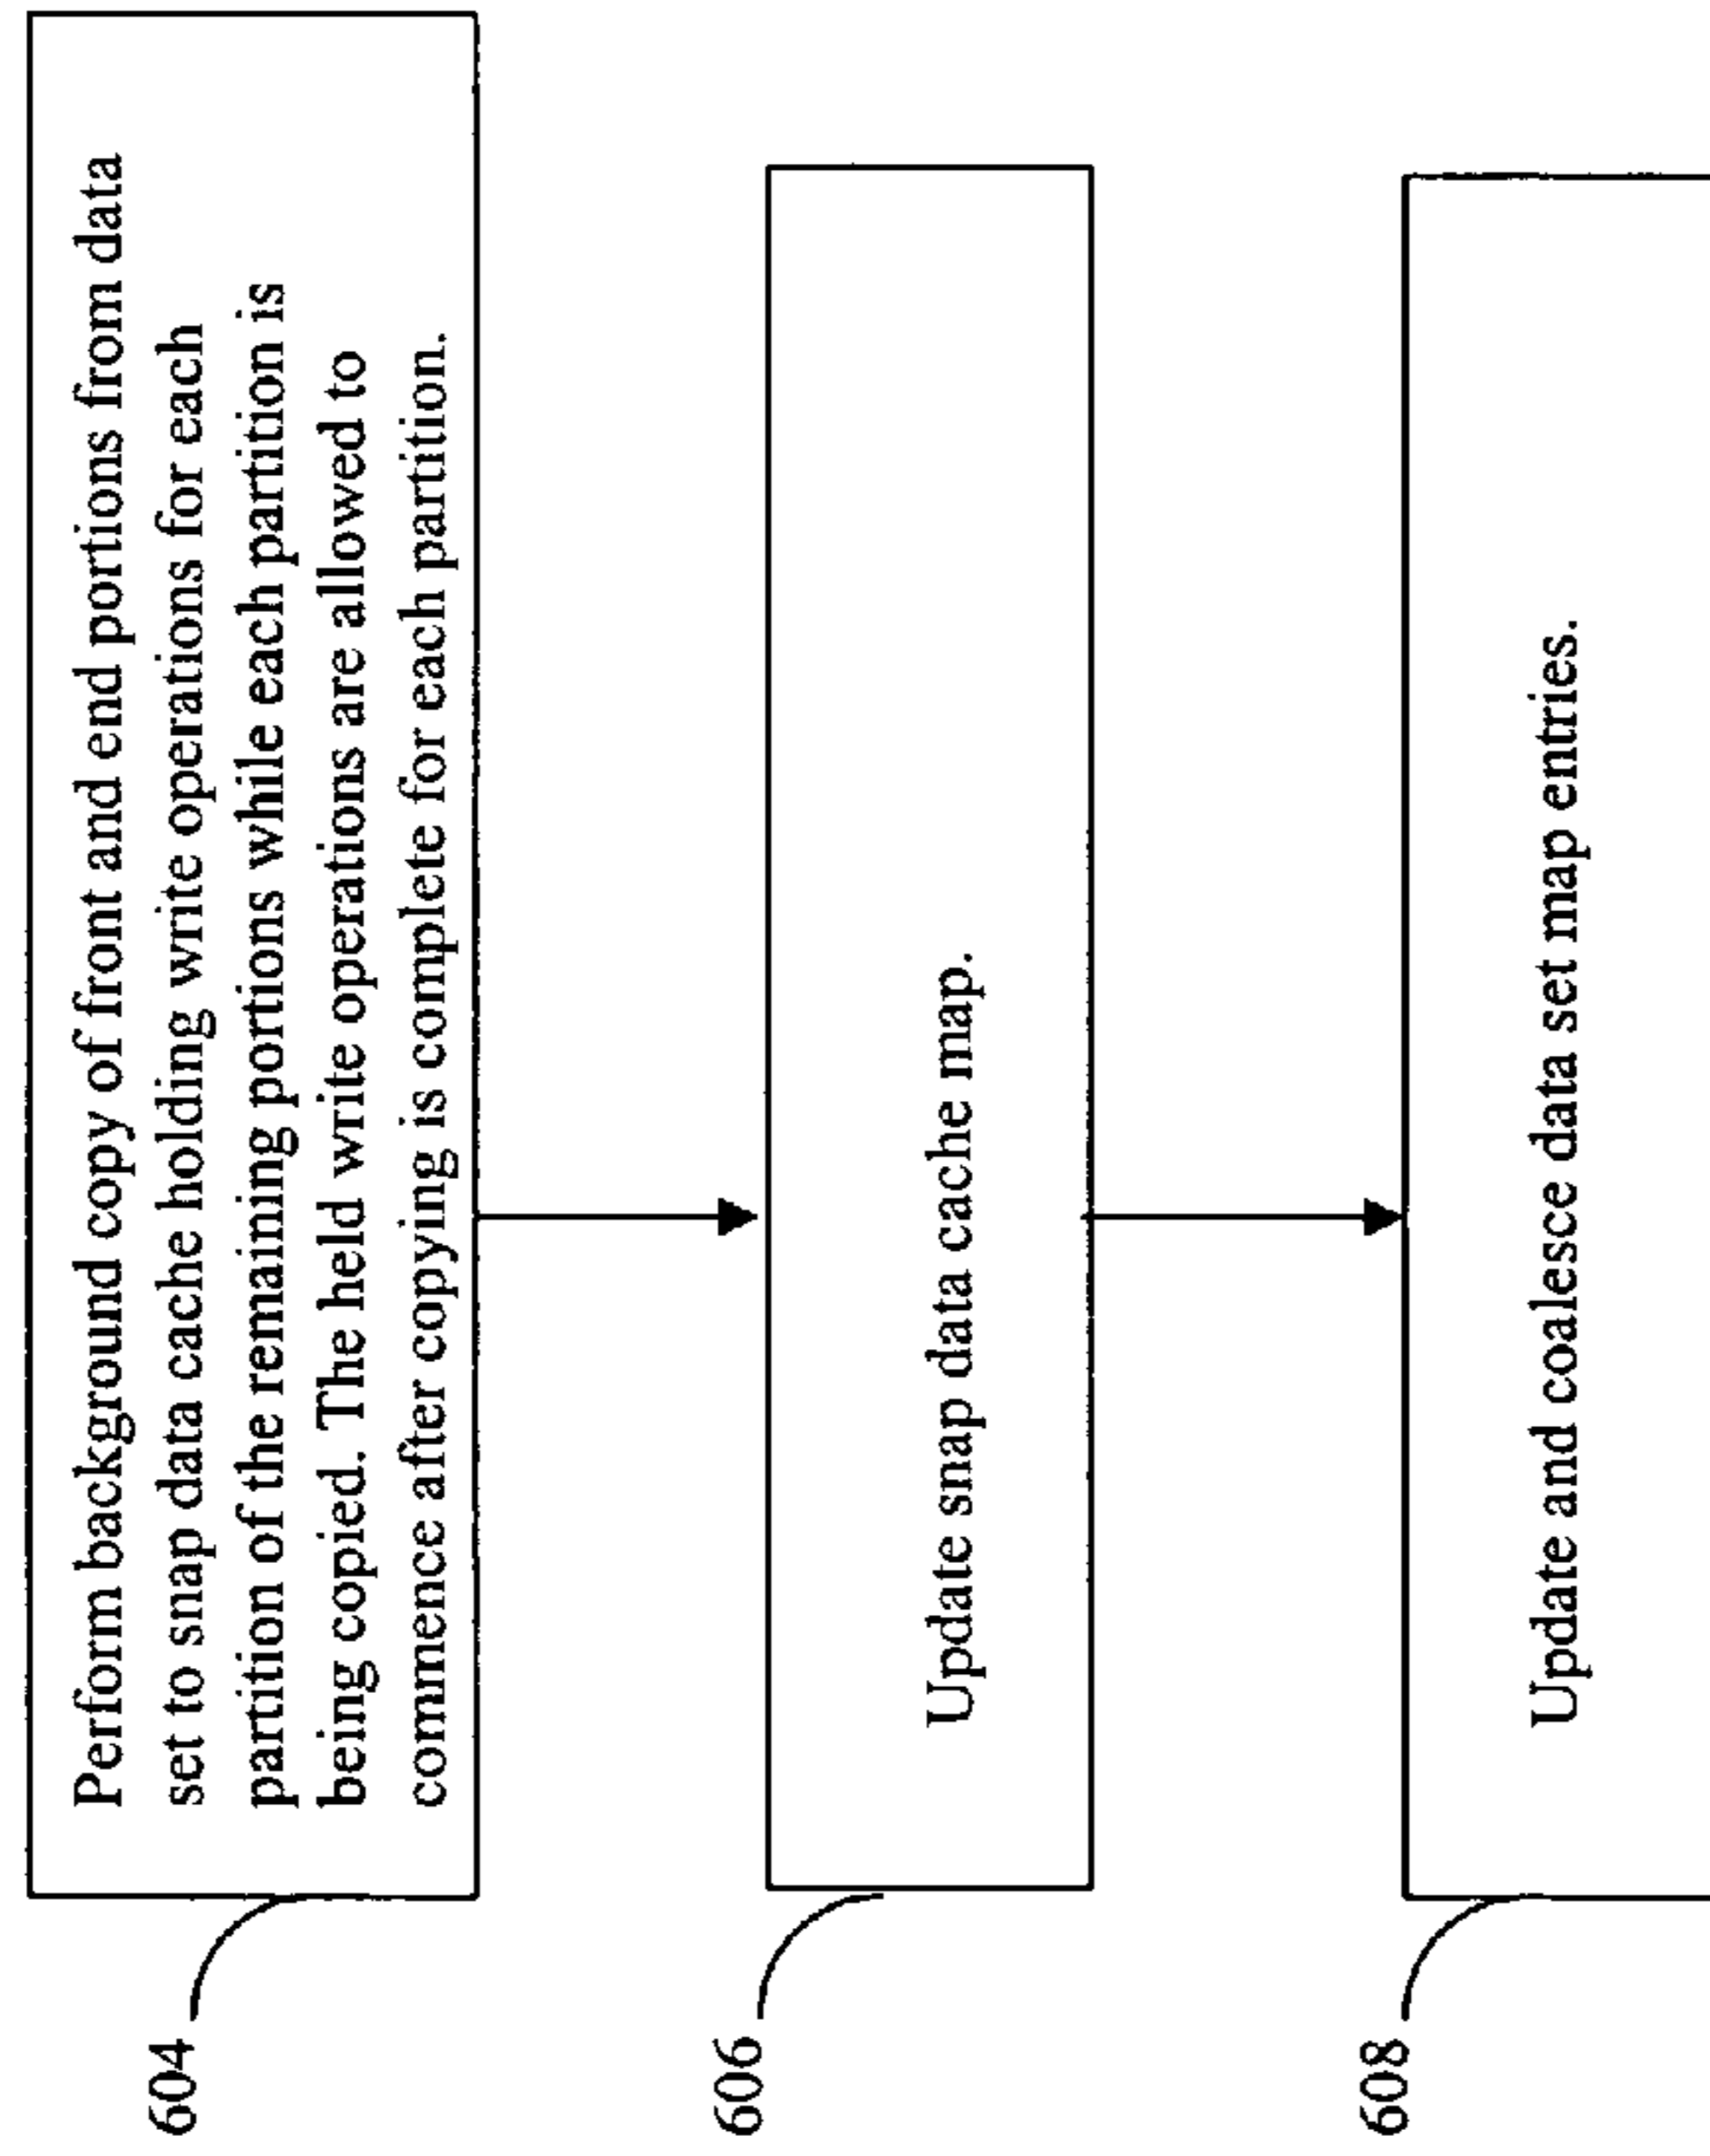 604
Perform background copy of front and end portions from data
set to snap data cache holding write operations for each
partition of the remaining portions while each partition is
being copied. The held write operations are allowed to
commence after copying is complete for each partition.
606
Update snap data cache map.
608
Update and coalesce data set map entries.